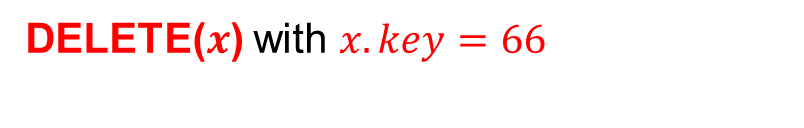 DELETE(x) with x. key = 66